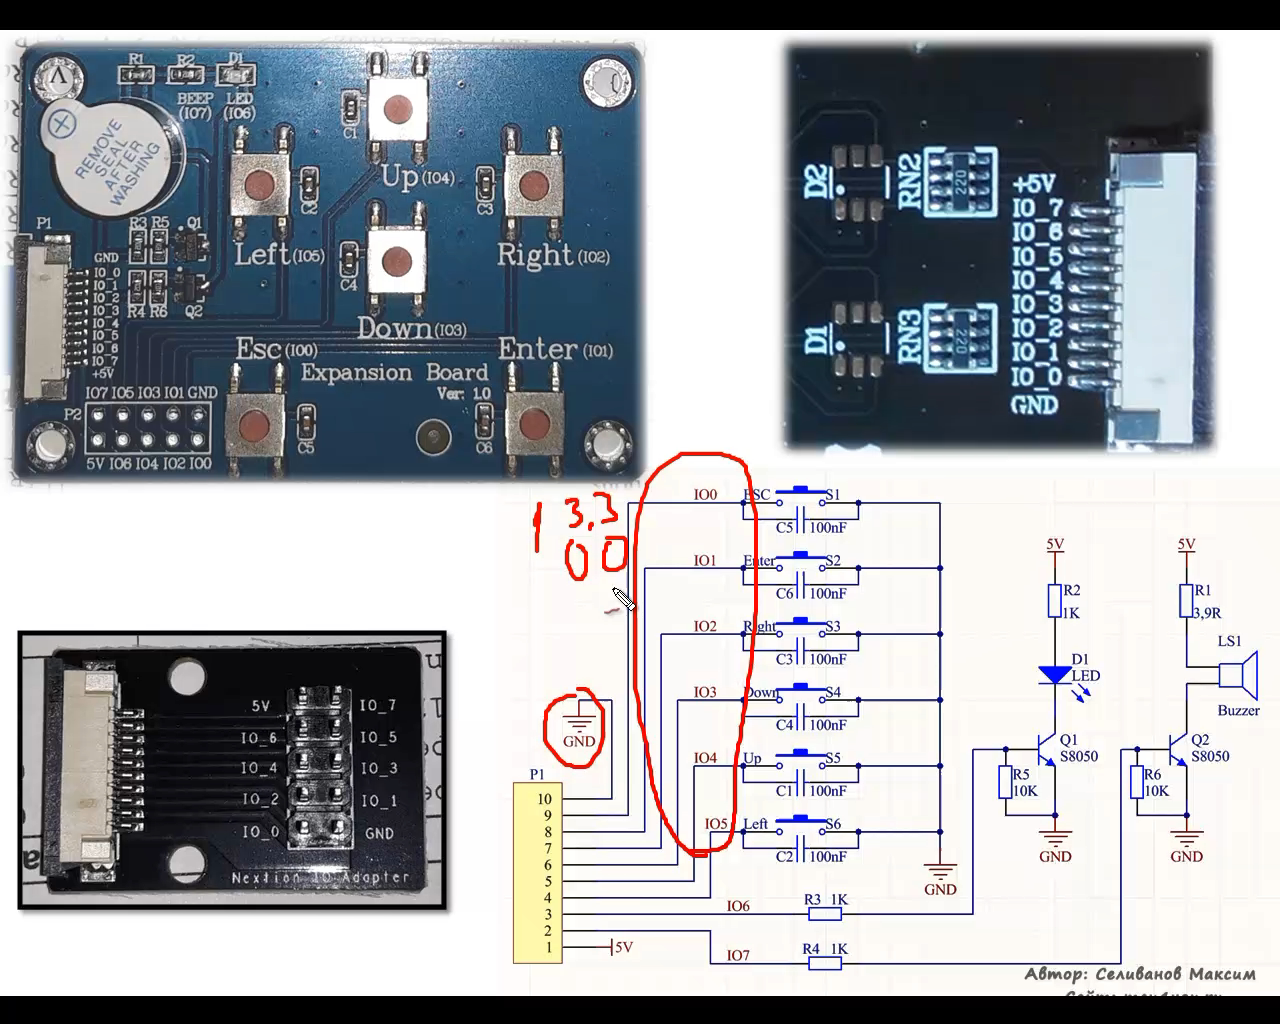 R1 R2 D1
BEEP LED
(IO7) (IO6)
REMOVE
SEAL
AFTER
WASHING
C1
Up(IO4)
C2
C3
P1
R3 R5 Q1
Left(IO5)
C4
Right(IO2)
GND
IO_0
IO_1
IO_2
IO_3
IO_4
IO_5
IO_6
IO_7
+5V
R4 R6 Q2
Down(IO3)
Esc(IO0)
Enter(IO1)
Expansion Board
Ver: 1.0
IO7 IO5 IO3 IO1 GND
P2
5V IO6 IO4 IO2 IO0
C5
C6
D2
RN2
220
+5V
IO_7
IO_6
IO_5
IO_4
IO_3
IO_2
IO_1
IO_0
GND
D1
RN3
220
5V IO_7
IO_6 IO_5
IO_4 IO_3
IO_2 IO_1
IO_0 GND
Nextion IO Adapter
1 3,3
0 0
IO0 ESC S1
C5 100nF
IO1 Enter S2
C6 100nF
IO2 Right S3
C3 100nF
IO3 Down S4
C4 100nF
IO4 Up S5
C1 100nF
IO5 Left S6
C2 100nF
GND
GND
P1
10
9
8
7
6
5
4
3
2
1
5V
IO6 R3 1K
IO7 R4 1K
5V
R2
1K
D1
LED
Q1
S8050
R5
10K
GND
5V
R1
3,9R
LS1
Buzzer
Q2
S8050
R6
10K
GND
Автор: Селиванов Максим